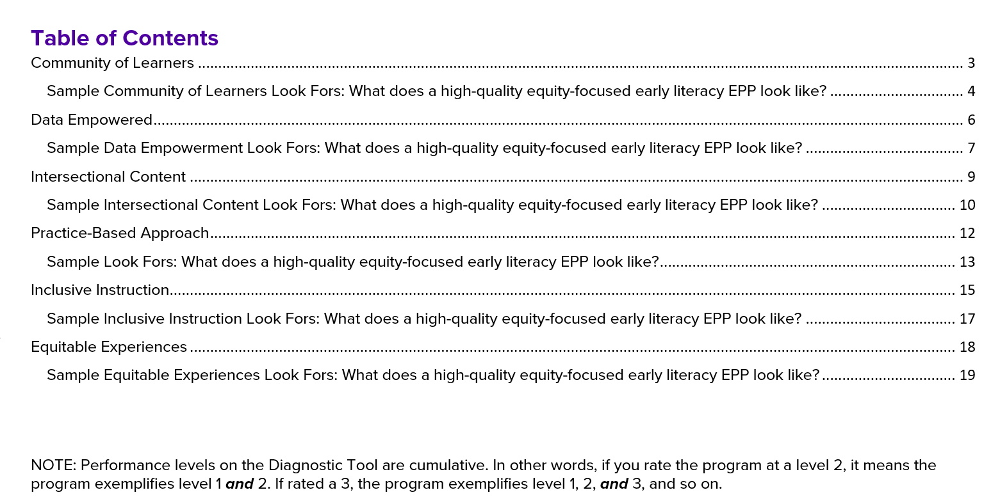 Table of Contents
Community of Learners ........................................................................................................ 3
Sample Community of Learners Look Fors: What does a high-quality equity-focused early literacy EPP look like? ................................. 4
Data Empowered........................................................................................................ 6
Sample Data Empowerment Look Fors: What does a high-quality equity-focused early literacy EPP look like? ....................................... 7
Intersectional Content ........................................................................................................ 9
Sample Intersectional Content Look Fors: What does a high-quality equity-focused early literacy EPP look like? ................................. 10
Practice-Based Approach........................................................................................................ 12
Sample Look Fors: What does a high-quality equity-focused early literacy EPP look like?......................................................................... 13
Inclusive Instruction........................................................................................................ 15
Sample Inclusive Instruction Look Fors: What does a high-quality equity-focused early literacy EPP look like? ..................................... 17
Equitable Experiences ........................................................................................................ 18
Sample Equitable Experiences Look Fors: What does a high-quality equity-focused early literacy EPP look like?................................. 19
NOTE: Performance levels on the Diagnostic Tool are cumulative. In other words, if you rate the program at a level 2, it means the
program exemplifies level 1 and 2. If rated a 3, the program exemplifies level 1, 2, and 3, and so on.